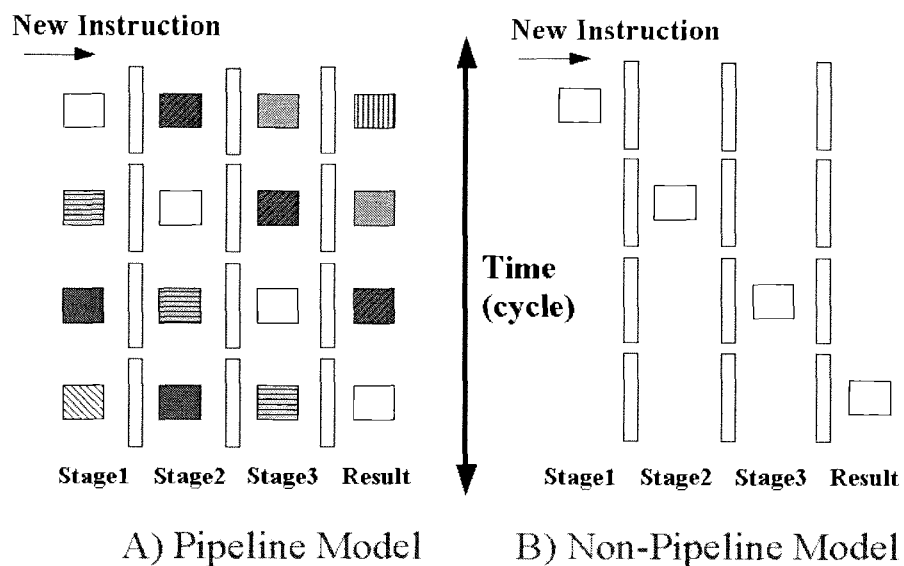 New Instruction
New Instruction
Time
(cycle)
Stage1 Stage2 Stage3 Result
Stage1 Stage2 Stage3 Result
A) Pipeline Model
B) Non-Pipeline Model